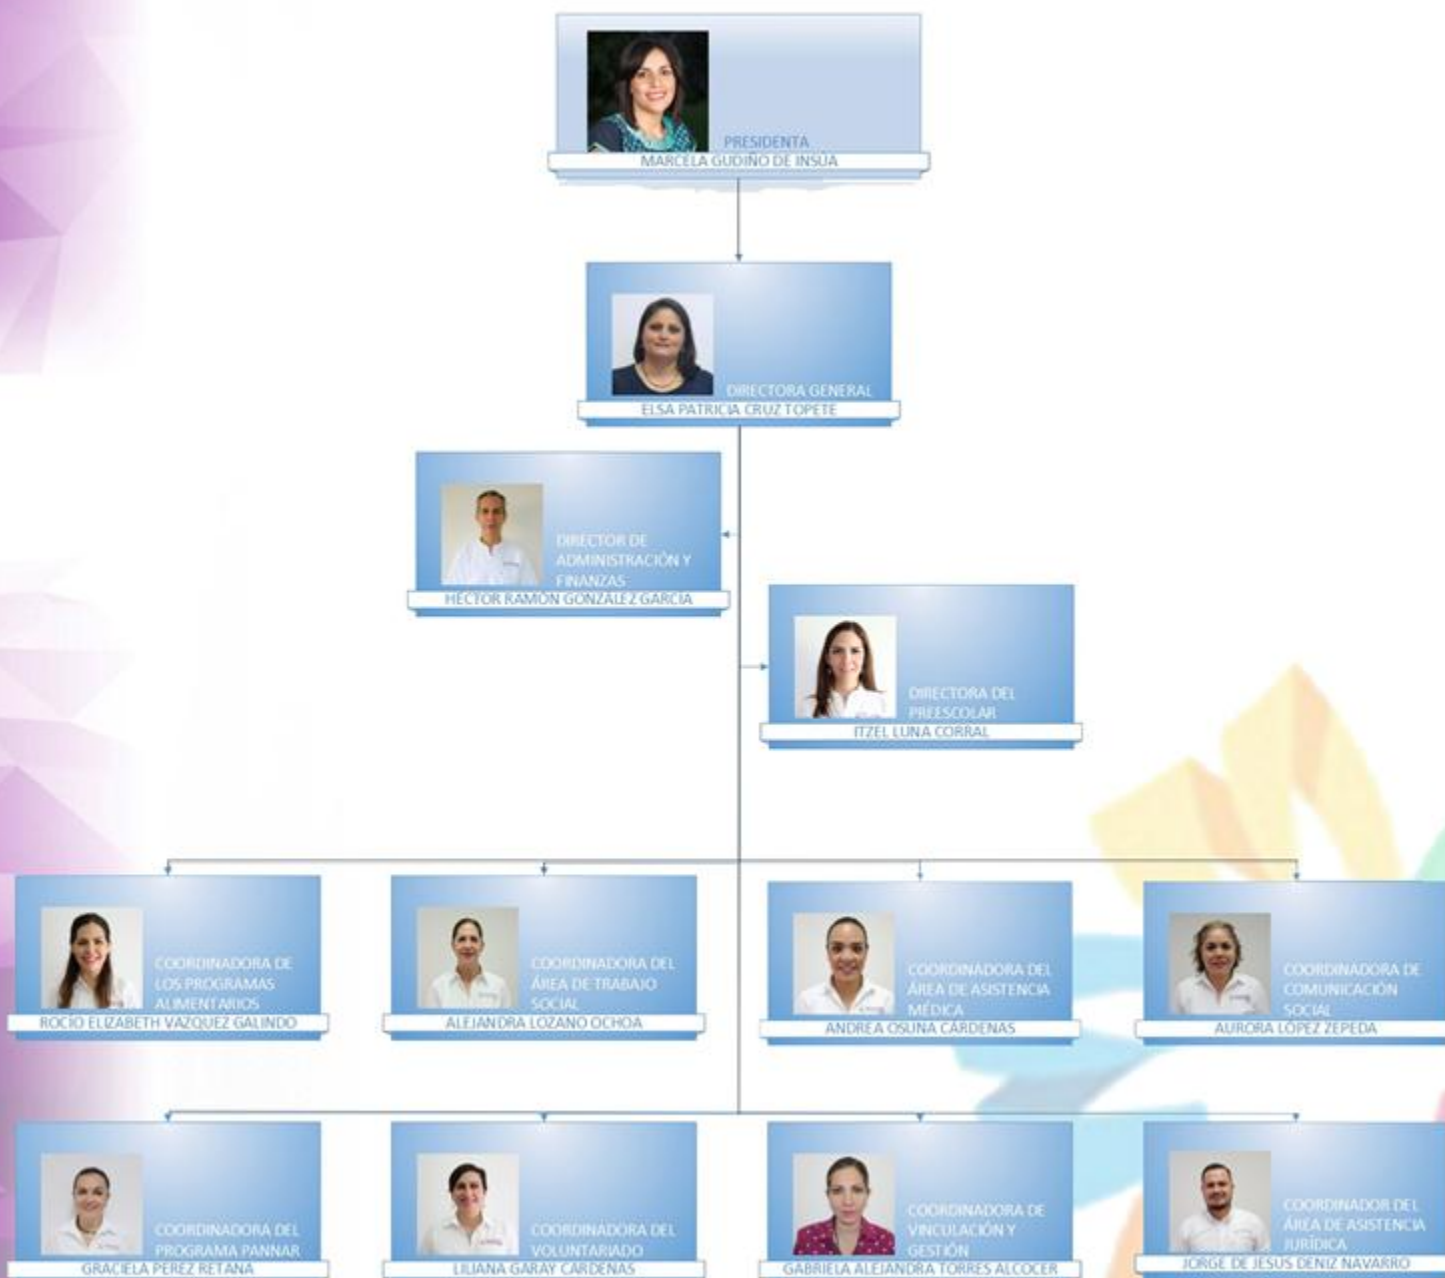 PRESIDENTA
MARCELA GUDIÑO DE INSÚA
DIRECTORA GENERAL
ELSA PATRICIA CRUZ TOPETE
DIRECTOR DE
ADMINISTRACIÓN Y
FINANZAS
HÉCTOR RAMÓN GONZÁLEZ GARCÍA
DIRECTORA DEL
PREESCOLAR
ITZEL LUNA CORRAL
COORDINADORA DE
LOS PROGRAMAS
ALIMENTARIOS
ROCÍO ELIZABETH VAZQUEZ GALINDO
COORDINADORA DEL
ÁREA DE TRABAJO
SOCIAL
ALEJANDRA LOZANO OCHOA
COORDINADORA DEL
ÁREA DE ASISTENCIA
MÉDICA
ANDREA OSUNA CÁRDENAS
COORDINADORA DE
COMUNICACIÓN
SOCIAL
AURORA LÓPEZ ZEPEDA
COORDINADORA DEL
PROGRAMA PANNAR
GRACIELA PEREZ RETANA
COORDINADORA DEL
VOLUNTARIADO
LILIANA GARAY CÁRDENAS
COORDINADORA DE
VINCULACIÓN Y
GESTIÓN
GABRIELA ALEJANDRA TORRES ALCOCER
COORDINADOR DEL
ÁREA DE ASISTENCIA
JURÍDICA
JORGE DE JESÚS DENIZ NAVARRO